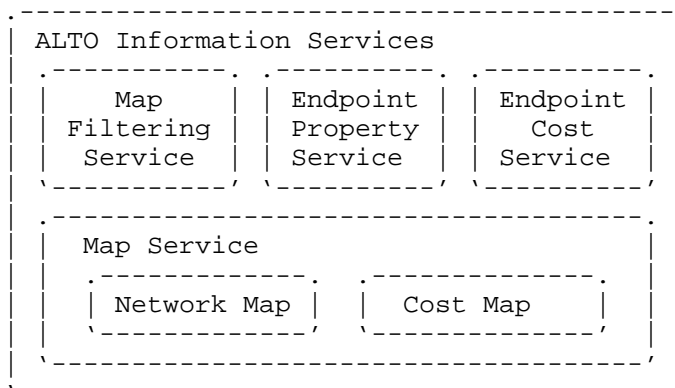 ALTO Information Services
Map Endpoint Endpoint
Filtering Property Cost
Service Service Service
Map Service
Network Map Cost Map